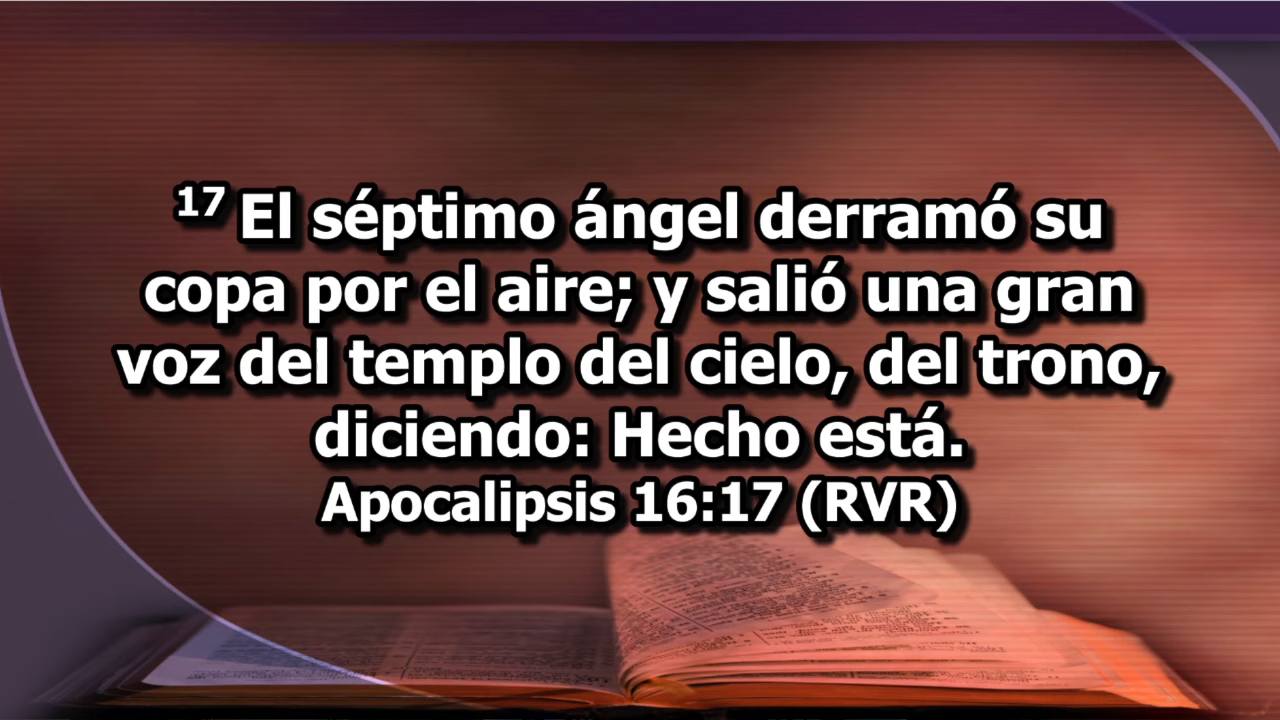 17 El séptimo ángel derramó su
copa por el aire; y salió una gran
voz del templo del cielo, del trono,
diciendo: Hecho está.
Apocalipsis 16:17 (RVR)